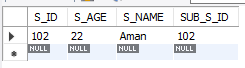 S_ID S_AGE S_NAME SUB_S_ID
102 22 Aman 102
NULL NULL NULL NULL